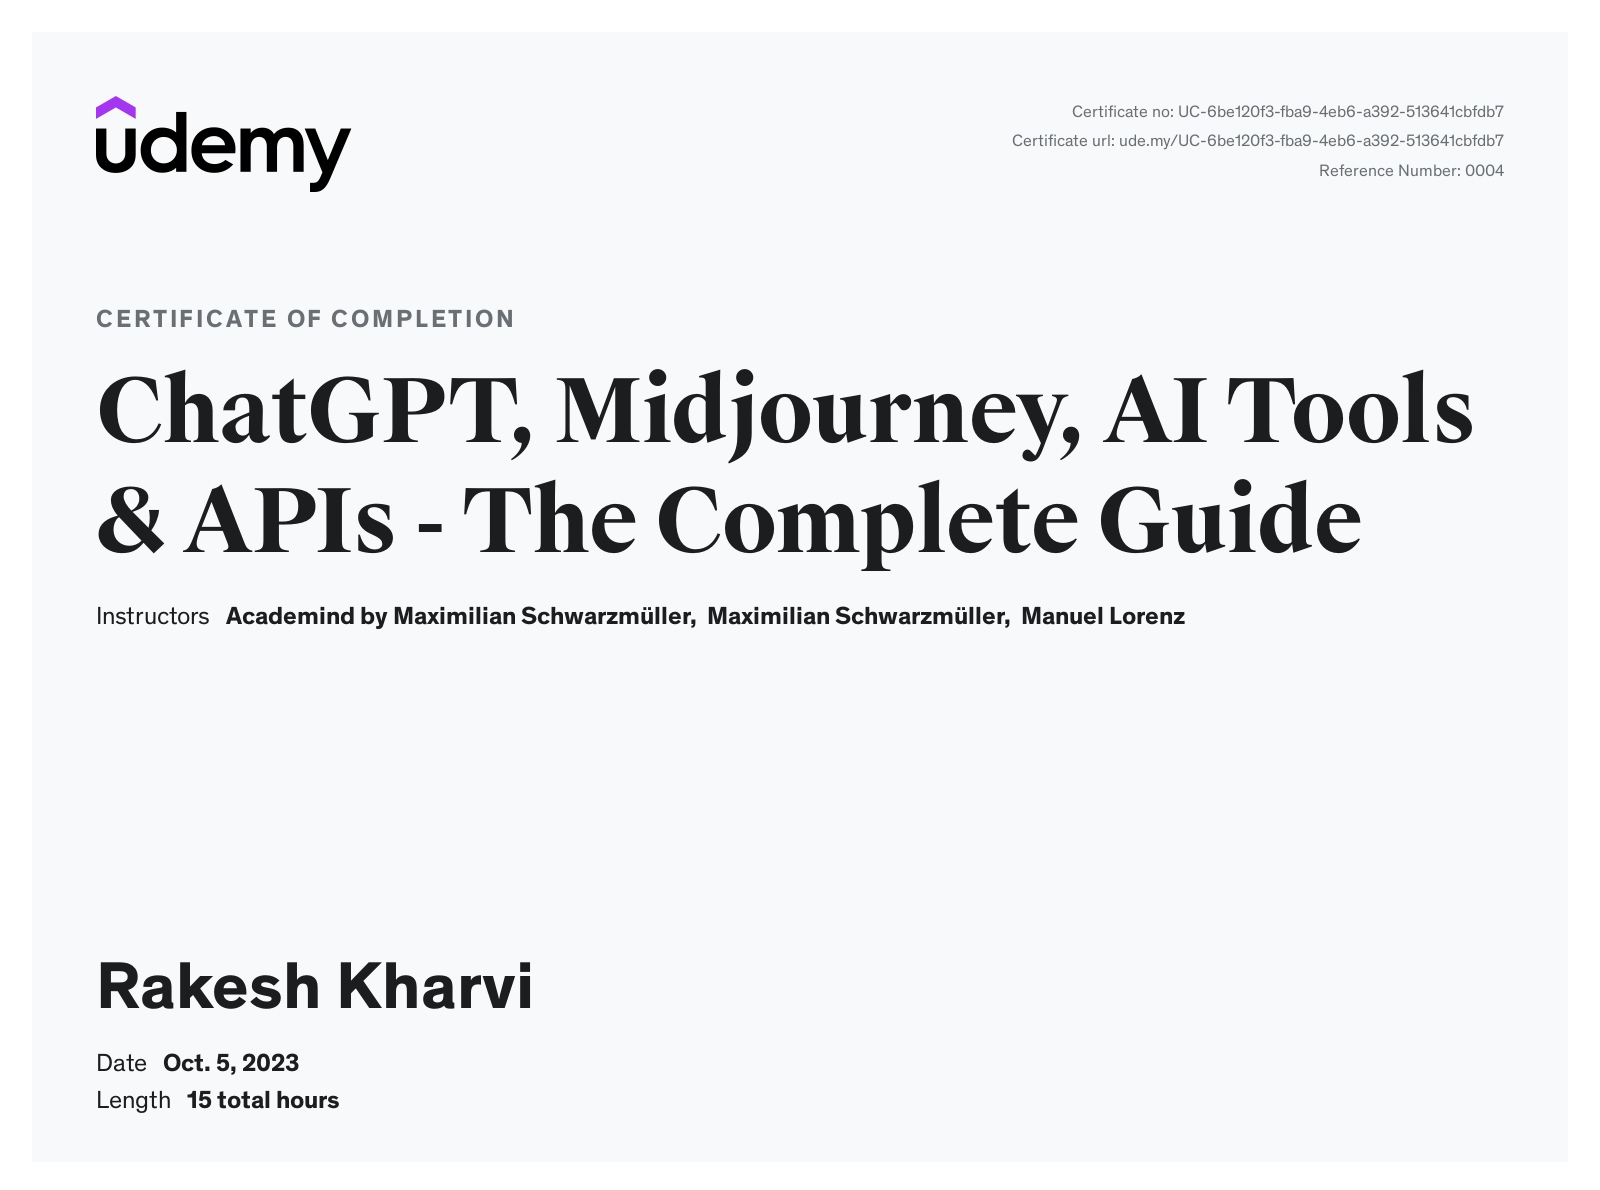 udemy
Certificate no: UC-6be120f3-fba9-4eb6-a392-513641cbfdb7
Certificate url: ude.my/UC-6be120f3-fba9-4eb6-a392-513641cbfdb7
Reference Number: 0004
CERTIFICATE OF COMPLETION
ChatGPT, Midjourney, AI Tools
& APIs - The Complete Guide
Instructors Academind by Maximilian Schwarzmüller, Maximilian Schwarzmüller, Manuel Lorenz
Rakesh Kharvi
Date Oct. 5, 2023
Length 15 total hours